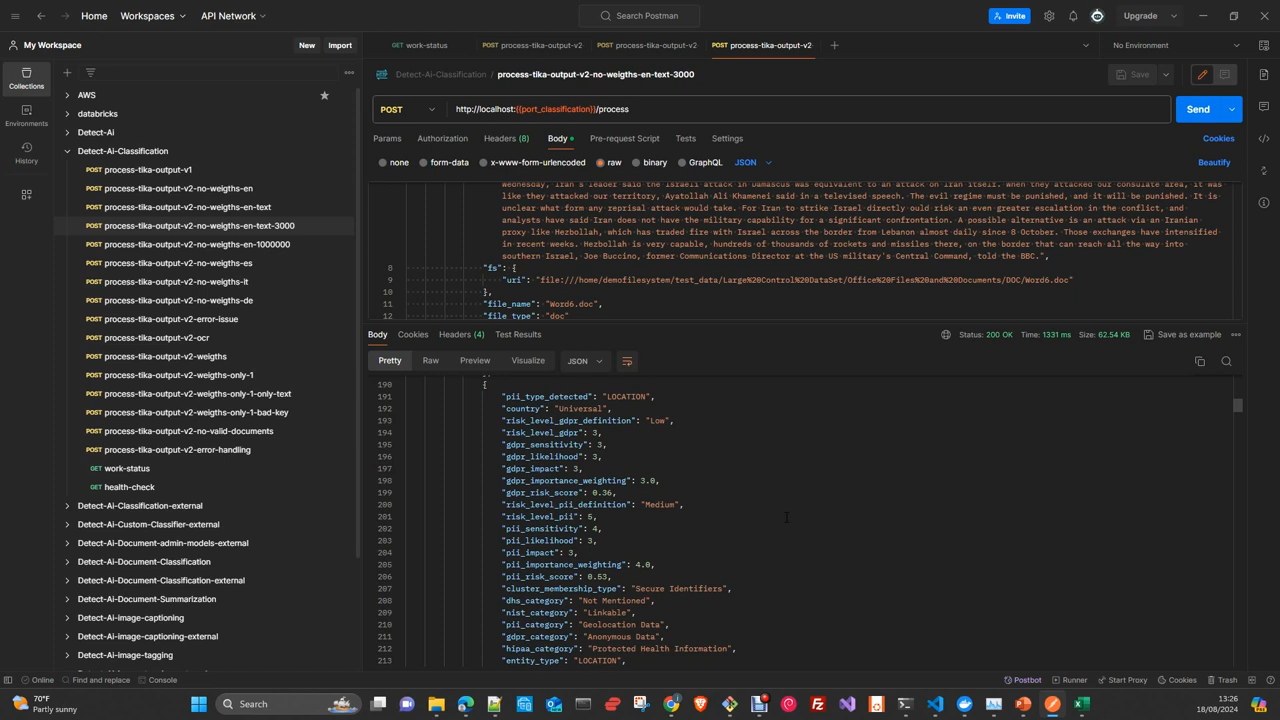 Home
Workspaces
API Network
Search Postman
Invite
Upgrade
My Workspace
New
Import
work-status
POST process-tika-output-v2
POST process-tika-output-v2
POST process-tika-output-v2
No Environment
Collections
Environments
History
AWS
databricks
Detect-Ai
Detect-Ai-Classification
POST process-tika-output-v1
POST process-tika-output-v2-no-weigths-en
POST process-tika-output-v2-no-weigths-en-text
POST process-tika-output-v2-no-weigths-en-text-3000
POST process-tika-output-v2-no-weigths-en-1000000
POST process-tika-output-v2-no-weigths-es
POST process-tika-output-v2-no-weigths-it
POST process-tika-output-v2-no-weigths-de
POST process-tika-output-v2-error-issue
POST process-tika-output-v2-ocr
POST process-tika-output-v2-weigths
POST process-tika-output-v2-weigths-only-1
POST process-tika-output-v2-weigths-only-1-only-text
POST process-tika-output-v2-weigths-only-1-bad-key
POST process-tika-output-v2-no-valid-documents
POST process-tika-output-v2-error-handling
GET work-status
GET health-check
Detect-Ai-Classification-external
Detect-Ai-Custom-Classifier-external
Detect-Ai-Document-admin-models-external
Detect-Ai-Document-Classification
Detect-Ai-Document-Classification-external
Detect-Ai-Document-Summarization
Detect-Ai-image-captioning
Detect-Ai-image-captioning-external
Detect-Ai-image-tagging
Detect-Ai-Classification / process-tika-output-v2-no-weigths-en-text-3000
Save
POST
http://localhost:{{port_classification}}/process
Send
Params
Authorization
Headers (8)
Body
Pre-request Script
Tests
Settings
Cookies
none
form-data
x-www-form-urlencoded
raw
binary
GraphQL
JSON
Beautify
Wednesday, Iran's leader said the Israeli attack in Damascus was equivalent to an attack on Iran itself. When they attacked our consulate area, it was
like they attacked our territory, Ayatollah Ali Khamenei said in a televised speech. The evil regime must be punished, and it will be punished. It is
unclear what form any reprisal attack would take. For Iran to strike Israel directly would risk an even greater escalation in the conflict, and
analysts have said Iran does not have the military capability for a significant confrontation. A possible alternative is an attack via an Iranian
proxy like Hezbollah, which has traded fire with Israel across the border from Lebanon almost daily since 8 October. Those exchanges have intensified
in recent weeks. Hezbollah is very capable, hundreds of thousands of rockets and missiles there, on the border that can reach all the way into
southern Israel, Joe Buccino, former Communications Director at the US military's Central Command, told the BBC.",
8 "fs": {
9 "uri": "file:///home/demofilesystem/test_data/Large%20Control%20DataSet/Office%20Files%20and%20Documents/DOC/Word6.doc"
10 },
11 "file_name": "Word6.doc",
12 "file_type": "doc"
Body
Cookies
Headers (4)
Test Results
Status: 200 OK
Time: 1331 ms
Size: 62.54 KB
Save as example
Pretty
Raw
Preview
Visualize
JSON
190 {
191 "pii_type_detected": "LOCATION",
192 "country": "Universal",
193 "risk_level_gdpr_definition": "Low",
194 "risk_level_gdpr": 3,
195 "gdpr_sensitivity": 3,
196 "gdpr_likelihood": 3,
197 "gdpr_impact": 3,
198 "gdpr_importance_weighting": 3.0,
199 "gdpr_risk_score": 0.36,
200 "risk_level_pii_definition": "Medium",
201 "risk_level_pii": 5,
202 "pii_sensitivity": 4,
203 "pii_likelihood": 3,
204 "pii_impact": 3,
205 "pii_importance_weighting": 4.0,
206 "pii_risk_score": 0.53,
207 "cluster_membership_type": "Secure Identifiers",
208 "dhs_category": "Not Mentioned",
209 "nist_category": "Linkable",
210 "pii_category": "Geolocation Data",
211 "gdpr_category": "Anonymous Data",
212 "hipaa_category": "Protected Health Information",
213 "entity_type": "LOCATION",
Online
Find and replace
Console
Postbot
Runner
Start Proxy
Cookies
Trash
70°F
Partly sunny
Search
13:26
18/08/2024